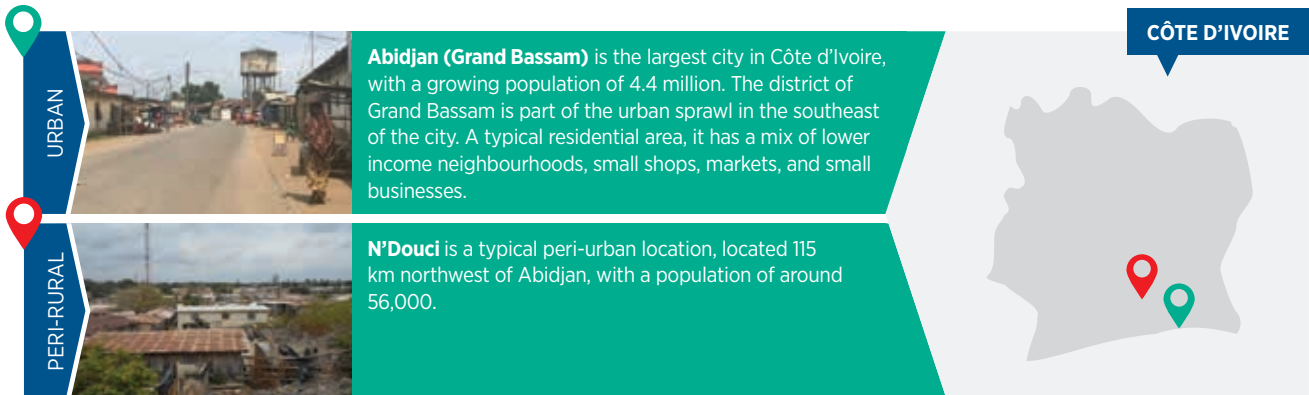 CÔTE D’IVOIRE
URBAN
Abidjan (Grand Bassam) is the largest city in Côte d’Ivoire,
with a growing population of 4.4 million. The district of
Grand Bassam is part of the urban sprawl in the southeast
of the city. A typical residential area, it has a mix of lower
income neighbourhoods, small shops, markets, and small
businesses.
PERI-RURAL
N’Douci is a typical peri-urban location, located 115
km northwest of Abidjan, with a population of around
56,000.